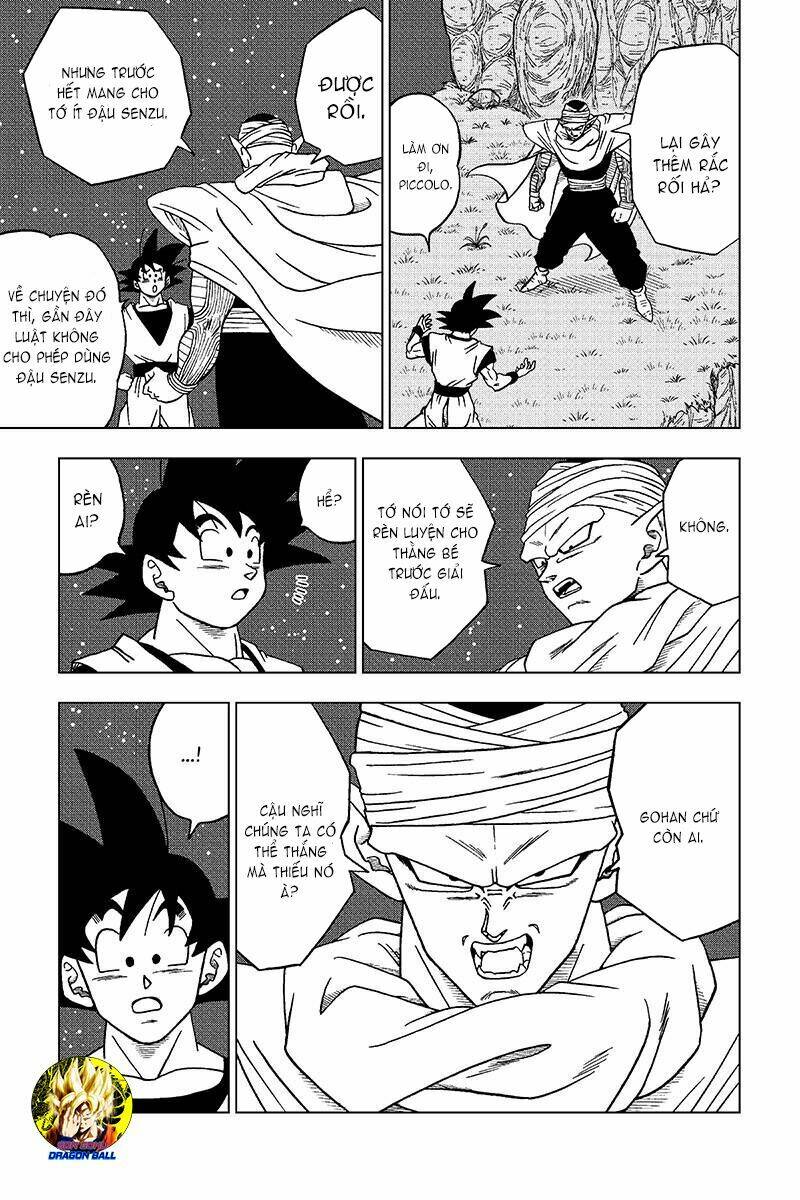 LẠI GÂY
THÊM RẮC
RỐI HẢ?
LÀM ƠN
ĐI,
PICCOLO.
ĐƯỢC
RỒI.
NHƯNG TRƯỚC
HẾT MANG CHO
TỚ ÍT ĐẬU SENZU.
VỀ CHUYỆN ĐÓ
THÌ, GẦN ĐÂY
LUẬT KHÔNG
CHO PHÉP DÙNG
ĐẬU SENZU.
KHÔNG.
TỚ NÓI TỚ SẼ
RÈN LUYỆN CHO
THẰNG BÉ
TRƯỚC GIẢI
ĐẤU.
HỂ?
RÈN
AI?
GOHAN CHỨ
CÒN AI.
CẬU NGHĨ
CHÚNG TA CÓ
THỂ THẮNG
MÀ THIẾU NÓ
À?
...!
SON GOKU
DRAGON BALL